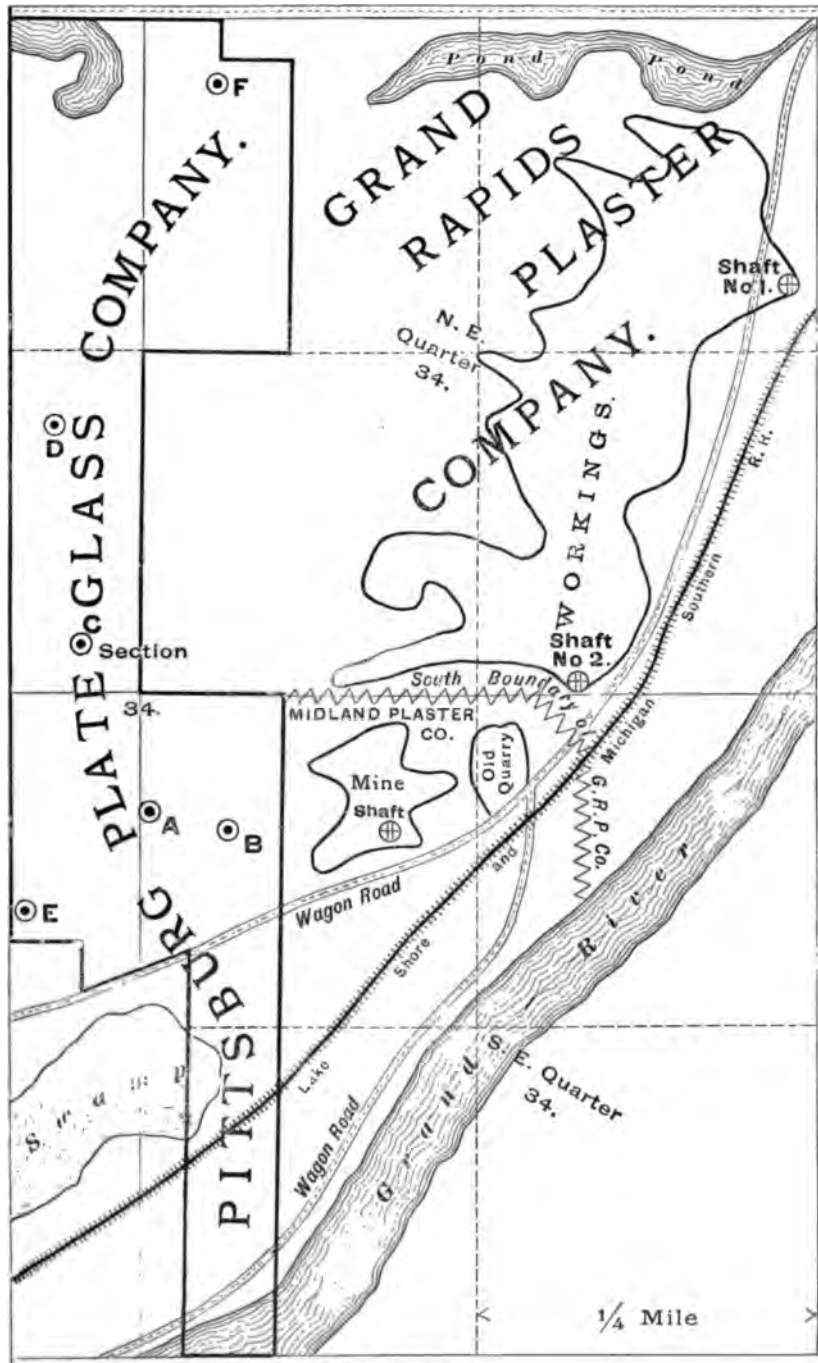 Pond Pond
F
GRAND
RAPIDS
PLASTER
COMPANY.
Shaft
No 1.
N. E.
Quarter
34.
WORKINGS.
R. R.
Southern
Michigan
and
Shore
Lake
D
C
Section
34.
Shaft
No 2.
South Boundary of
G. R. P. Co.
MIDLAND PLASTER
CO.
Mine
Shaft
Old
Quarry
A
B
E
PITTSBURG PLATE GLASS COMPANY.
Wagon Road
Swamp
Wagon Road
Grand River
S. E. Quarter
34.
1/4 Mile